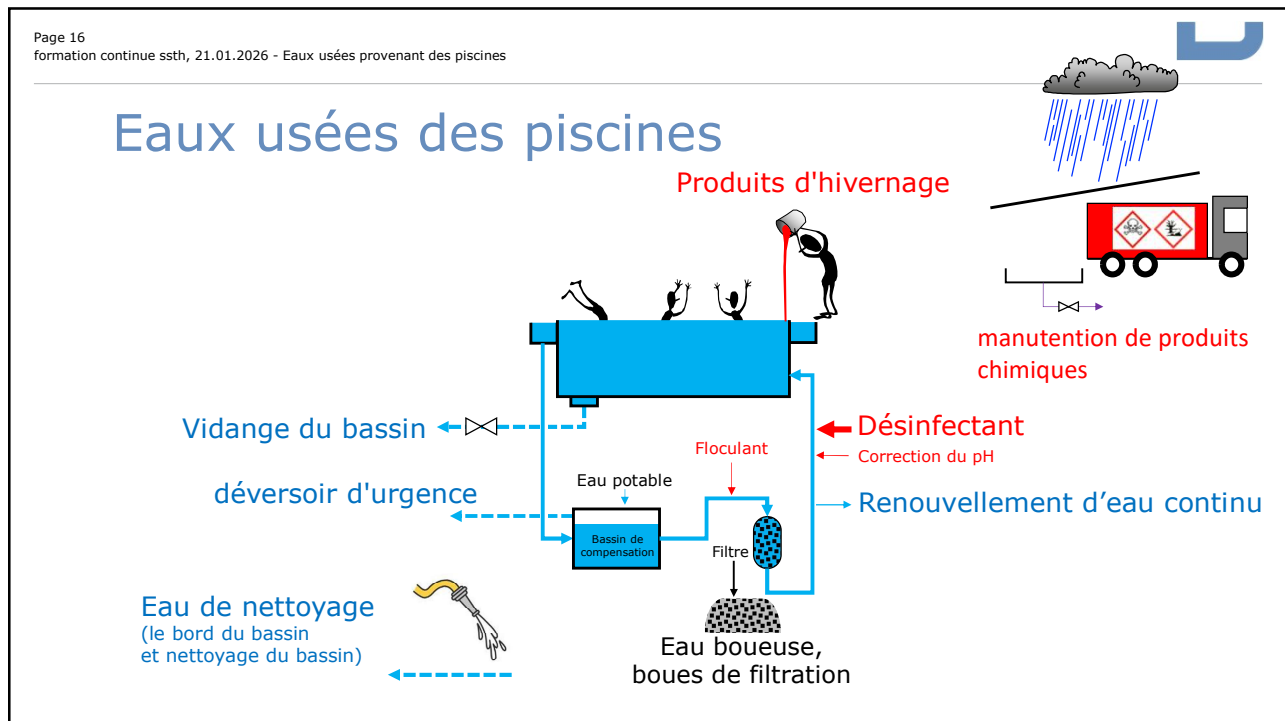 Page 16
formation continue ssth, 21.01.2026 - Eaux usées provenant des piscines
Eaux usées des piscines
Produits d'hivernage
manutention de produits
chimiques
Vidange du bassin
Désinfectant
Floculant
Correction du pH
déversoir d'urgence
Eau potable
Renouvellement d’eau continu
Bassin de
compensation
Filtre
Eau de nettoyage
(le bord du bassin
et nettoyage du bassin)
Eau boueuse,
boues de filtration